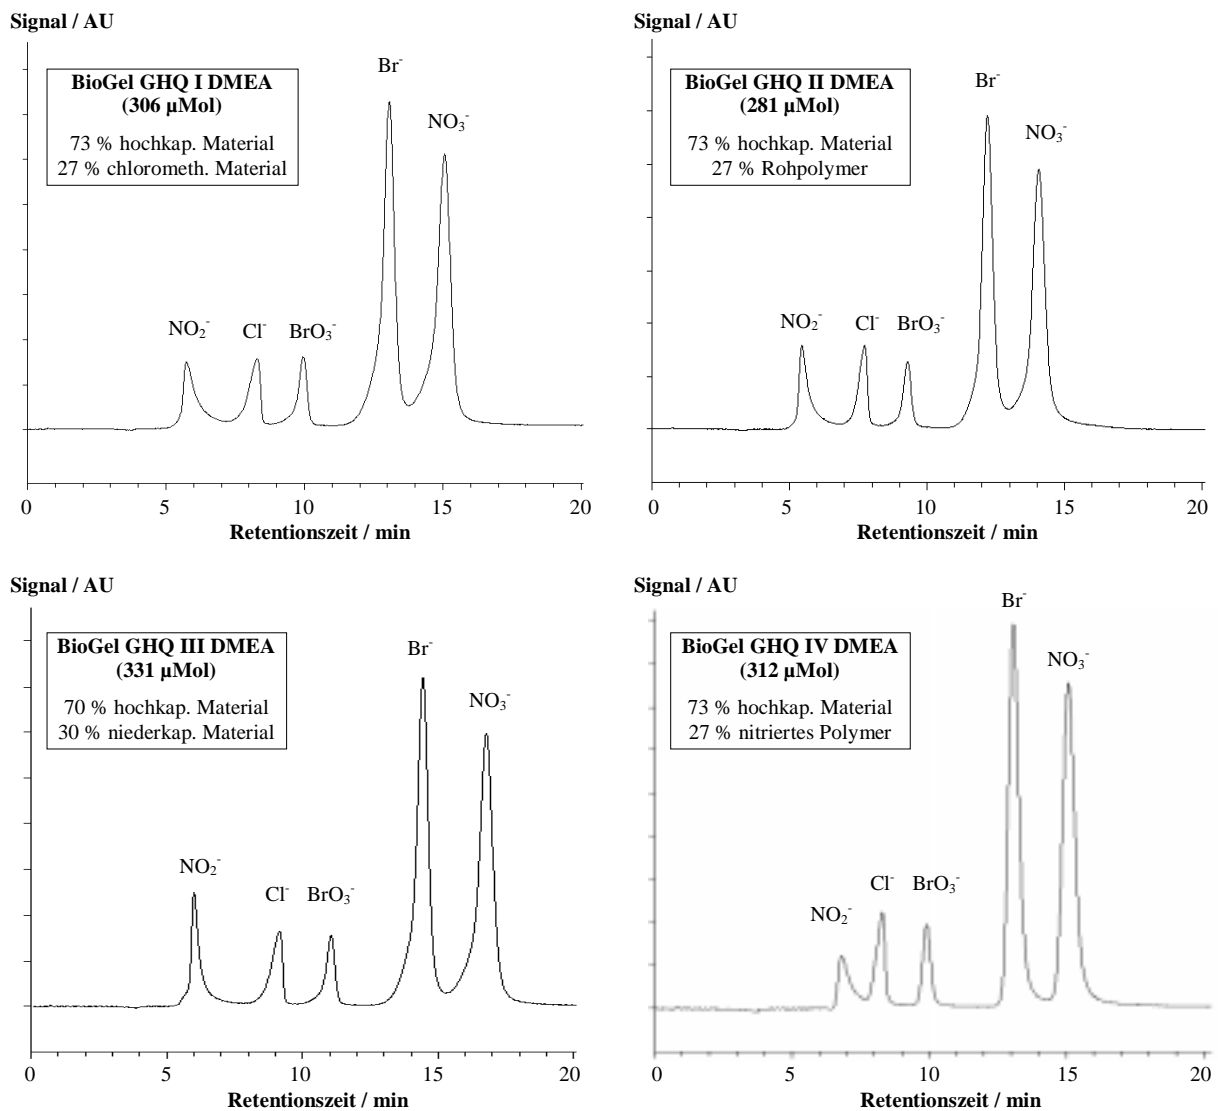 Signal / AU
BioGel GHQ I DMEA
(306 µMol)
73 % hochkap. Material
27 % chlorometh. Material
NO₂⁻
Cl⁻
BrO₃⁻
Br⁻
NO₃⁻
0 5 10 15 20
Retentionszeit / min
Signal / AU
BioGel GHQ II DMEA
(281 µMol)
73 % hochkap. Material
27 % Rohpolymer
NO₂⁻
Cl⁻
BrO₃⁻
Br⁻
NO₃⁻
0 5 10 15 20
Retentionszeit / min
Signal / AU
BioGel GHQ III DMEA
(331 µMol)
70 % hochkap. Material
30 % niederkap. Material
NO₂⁻
Cl⁻
BrO₃⁻
Br⁻
NO₃⁻
0 5 10 15 20
Retentionszeit / min
Signal / AU
BioGel GHQ IV DMEA
(312 µMol)
73 % hochkap. Material
27 % nitriertes Polymer
NO₂⁻
Cl⁻
BrO₃⁻
Br⁻
NO₃⁻
0 5 10 15 20
Retentionszeit / min